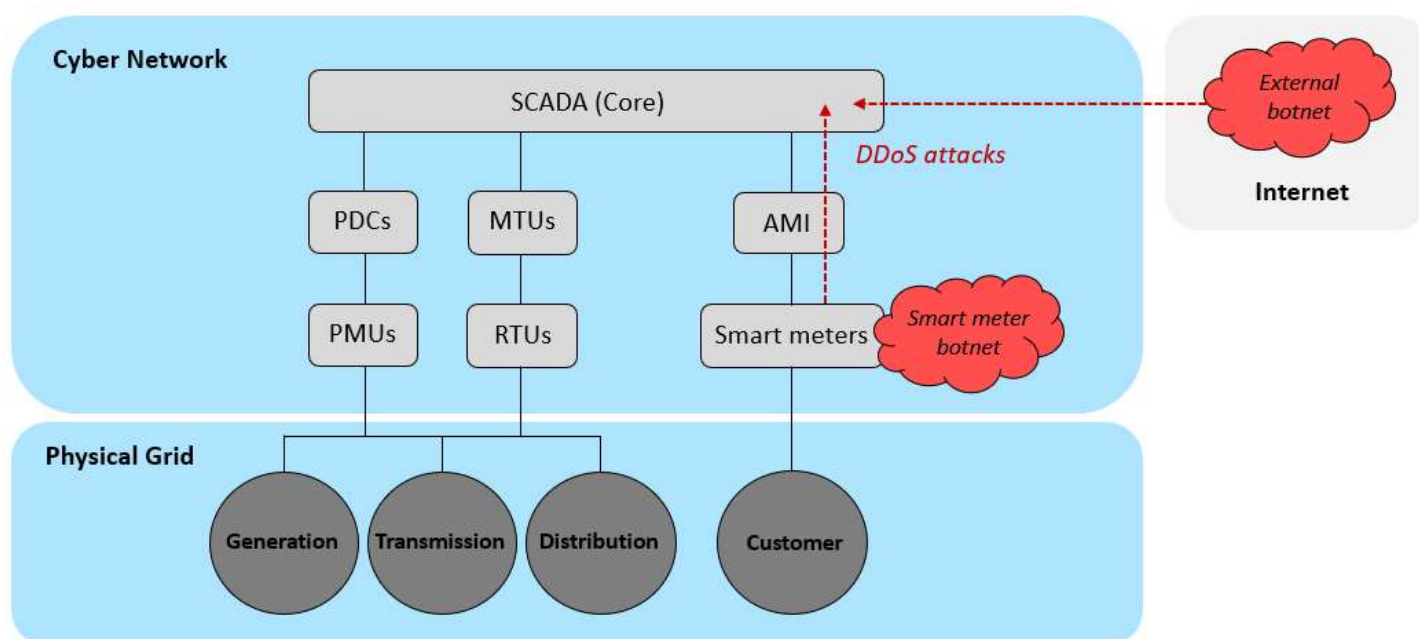 Cyber Network
SCADA (Core)
External
botnet
DDoS attacks
Internet
PDCs
MTUs
AMI
PMUs
RTUs
Smart meters
Smart meter
botnet
Physical Grid
Generation
Transmission
Distribution
Customer